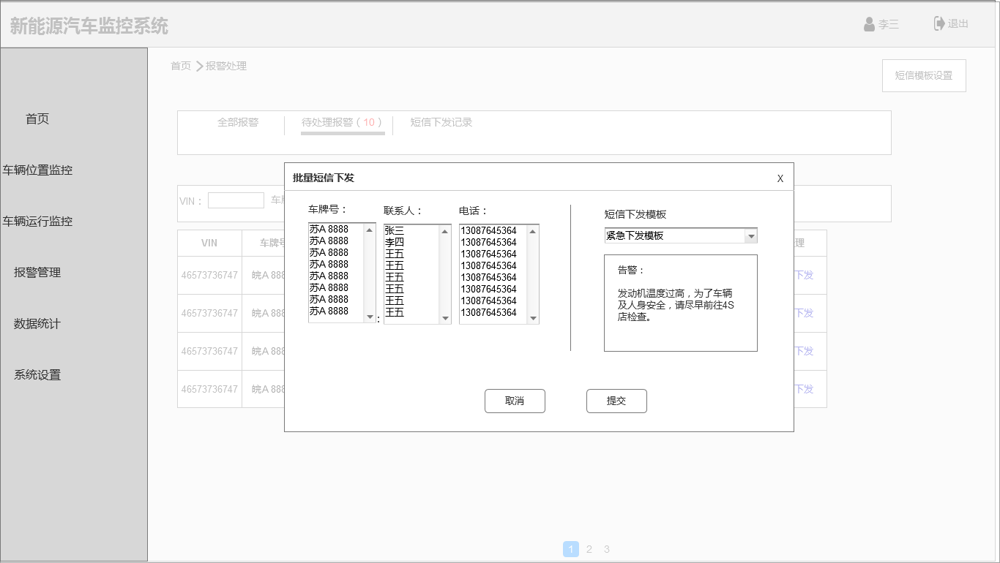 新能源汽车监控系统
李三
退出
首页
报警处理
短信模板设置
首页
车辆位置监控
车辆运行监控
报警管理
数据统计
系统设置
全部报警
待处理报警（10）
短信下发记录
VIN：
批量短信下发
X
车牌号：
联系人：
电话：
苏A 8888
苏A 8888
苏A 8888
苏A 8888
苏A 8888
苏A 8888
苏A 8888
苏A 8888
:
张三
李四
王五
王五
王五
王五
王五
王五
13087645364
13087645364
13087645364
13087645364
13087645364
13087645364
13087645364
13087645364
短信下发模板
紧急下发模板
告警：
发动机温度过高，为了车辆
及人身安全，请尽早前往4S
店检查。
取消
提交
VIN
车牌号
理
46573736747
皖A 888
下发
46573736747
皖A 888
下发
46573736747
皖A 888
下发
46573736747
皖A 888
下发
1 2 3